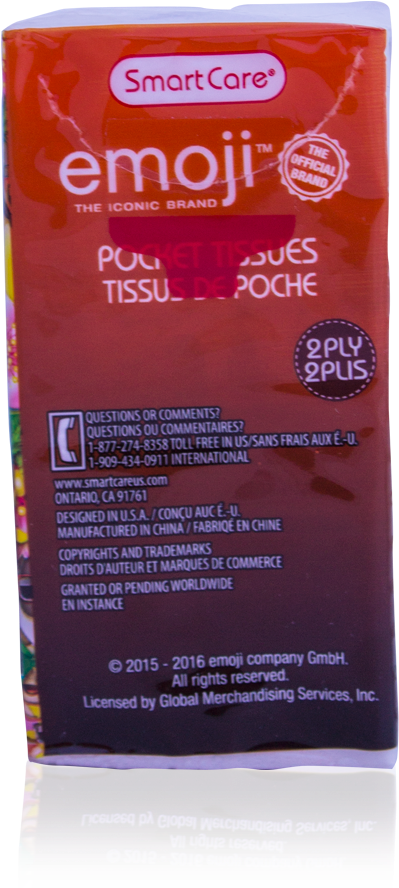 SmartCare®
emoji™
THE ICONIC BRAND
THE OFFICIAL BRAND
POCKET TISSUES
TISSUS DE POCHE
2PLY
2PLIS
QUESTIONS OR COMMENTS?
QUESTIONS OU COMMENTAIRES?
1-877-274-8358 TOLL FREE IN US/SANS FRAIS AUX É.-U.
1-909-434-0911 INTERNATIONAL
www.smartcareus.com
ONTARIO, CA 91761
DESIGNED IN U.S.A. / CONÇU AUC É.-U.
MANUFACTURED IN CHINA / FABRIQÉ EN CHINE
COPYRIGHTS AND TRADEMARKS
DROITS D'AUTEUR ET MARQUES DE COMMERCE
GRANTED OR PENDING WORLDWIDE
EN INSTANCE
© 2015 - 2016 emoji company GmbH.
All rights reserved.
Licensed by Global Merchandising Services, Inc.